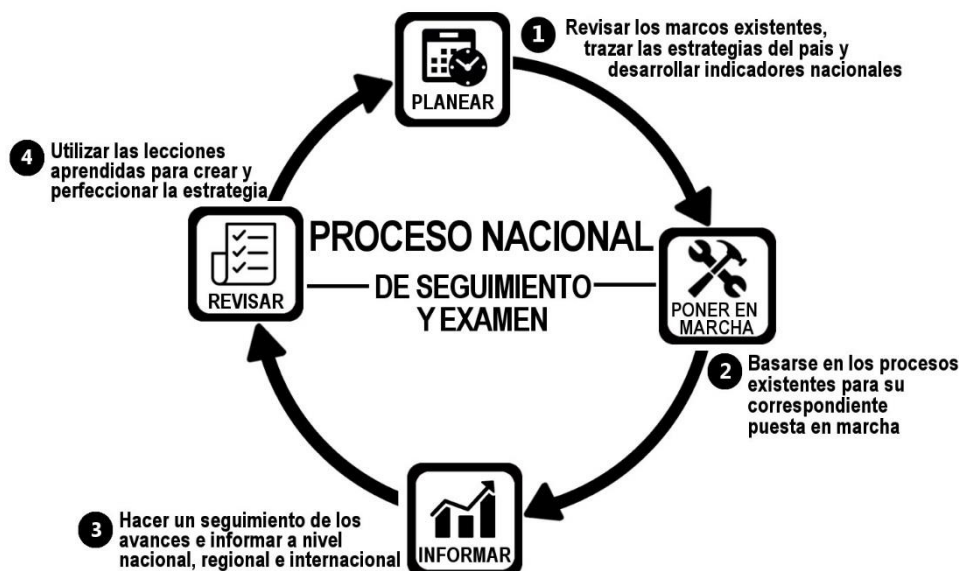 1 Revisar los marcos existentes,
trazar las estrategias del pais y
desarrollar indicadores nacionales
PLANEAR
4 Utilizar las lecciones
aprendidas para crear y
perfeccionar la estrategia
PROCESO NACIONAL
DE SEGUIMIENTO
Y EXAMEN
REVISAR
PONER EN
MARCHA
2 Basarse en los procesos
existentes para su
correspondiente
puesta en marcha
3 Hacer un seguimiento de los
avances e informar a nivel
nacional, regional e internacional
INFORMAR